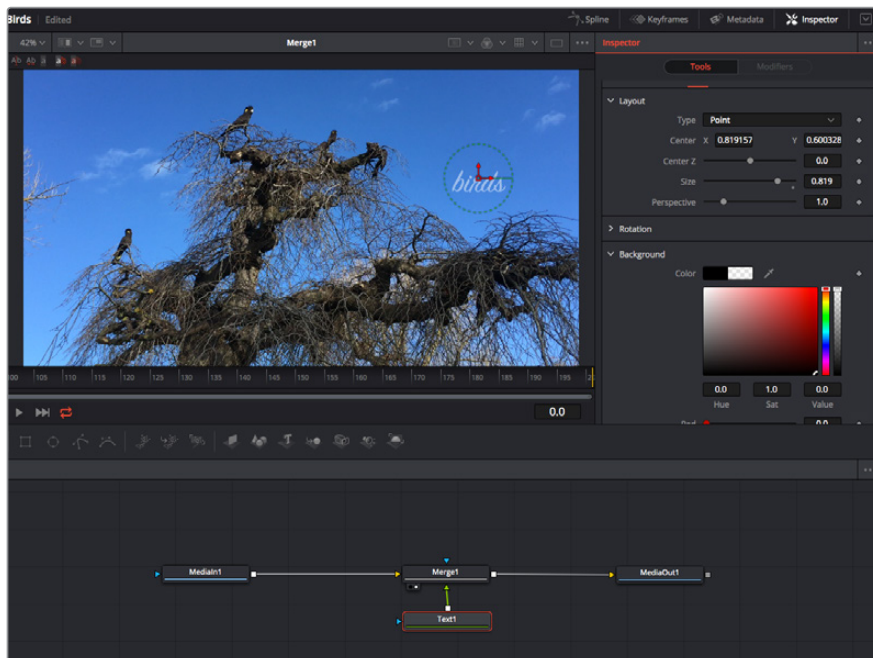 Birds Edited Spline Keyframes Metadata Inspector
42% Merge1 Inspector
Ab Ab a a a
Tools Modifiers
Layout
Type Point
Center X 0.819157 Y 0.600328
Center Z 0.0
Size 0.819
Perspective 1.0
birds
Rotation
Background
Color
100 105 110 115 120 125 130 135 140 145 150 155 160 165 170 175 180 185 190 195
0.0 1.0 0.0
Hue Sat Value
0.0
Red 0.0
MediaIn1 Merge1 MediaOut1
Text1